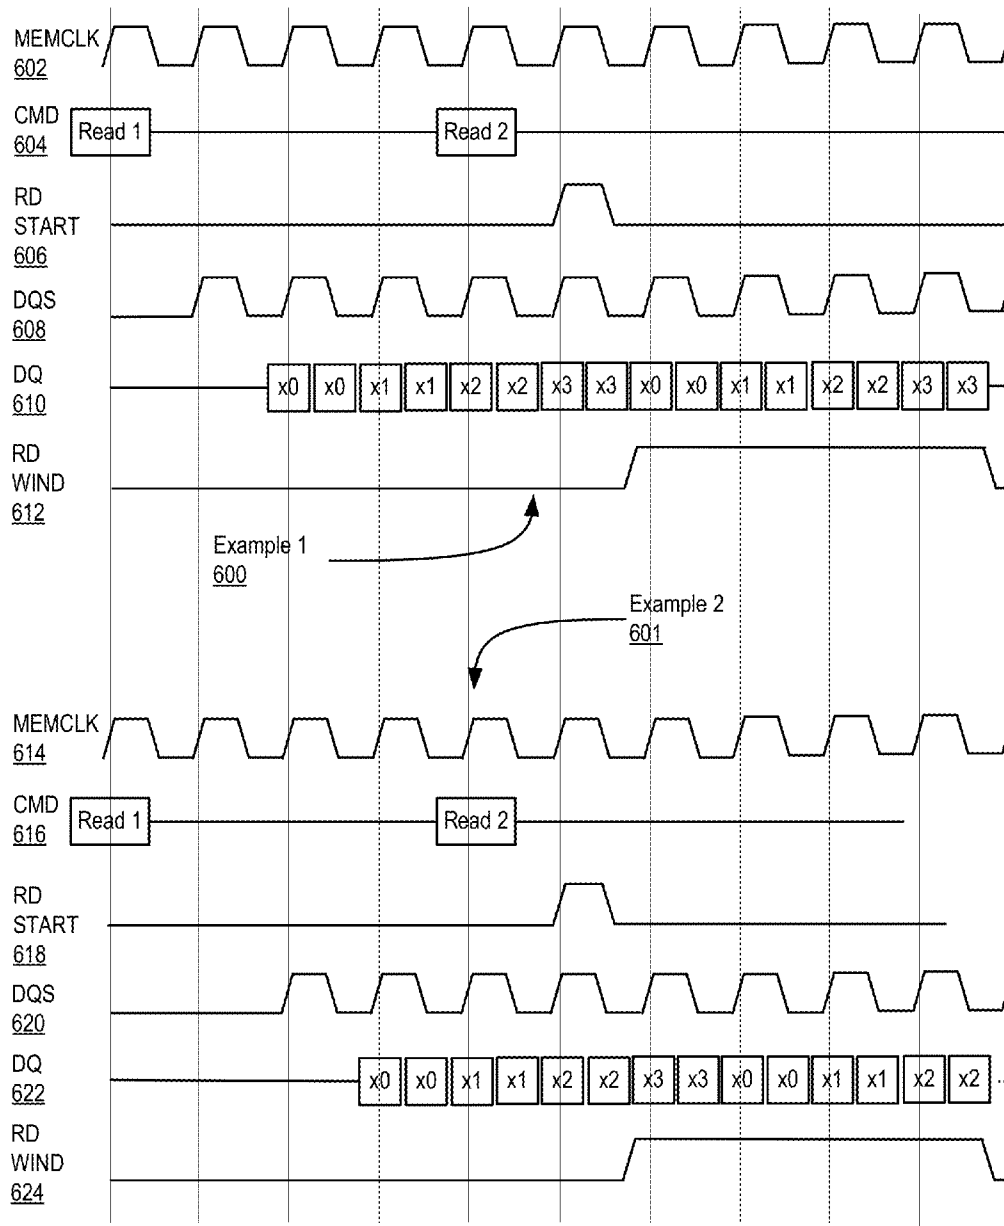 MEMCLK
602
CMD
604
Read 1 Read 2
RD
START
606
DQS
608
DQ
610
x0 x0 x1 x1 x2 x2 x3 x3 x0 x0 x1 x1 x2 x2 x3 x3
RD
WIND
612
Example 1
600
Example 2
601
MEMCLK
614
CMD
616
Read 1 Read 2
RD
START
618
DQS
620
DQ
622
x0 x0 x1 x1 x2 x2 x3 x3 x0 x0 x1 x1 x2 x2 ..
RD
WIND
624